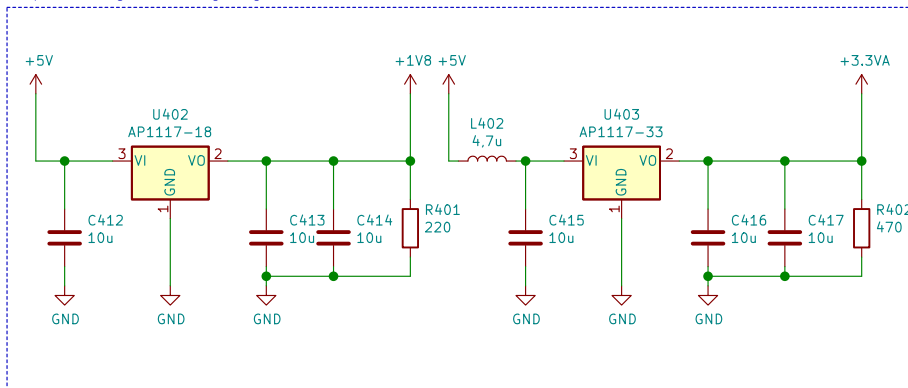 +5V
+1V8
+5V
+3.3VA
U402
AP1117-18
3
VI
VO
2
GND
1
L402
4,7u
U403
AP1117-33
3
VI
VO
2
GND
1
C412
10u
C413
10u
C414
10u
R401
220
C415
10u
C416
10u
C417
10u
R402
470
GND
GND
GND
GND
GND
GND